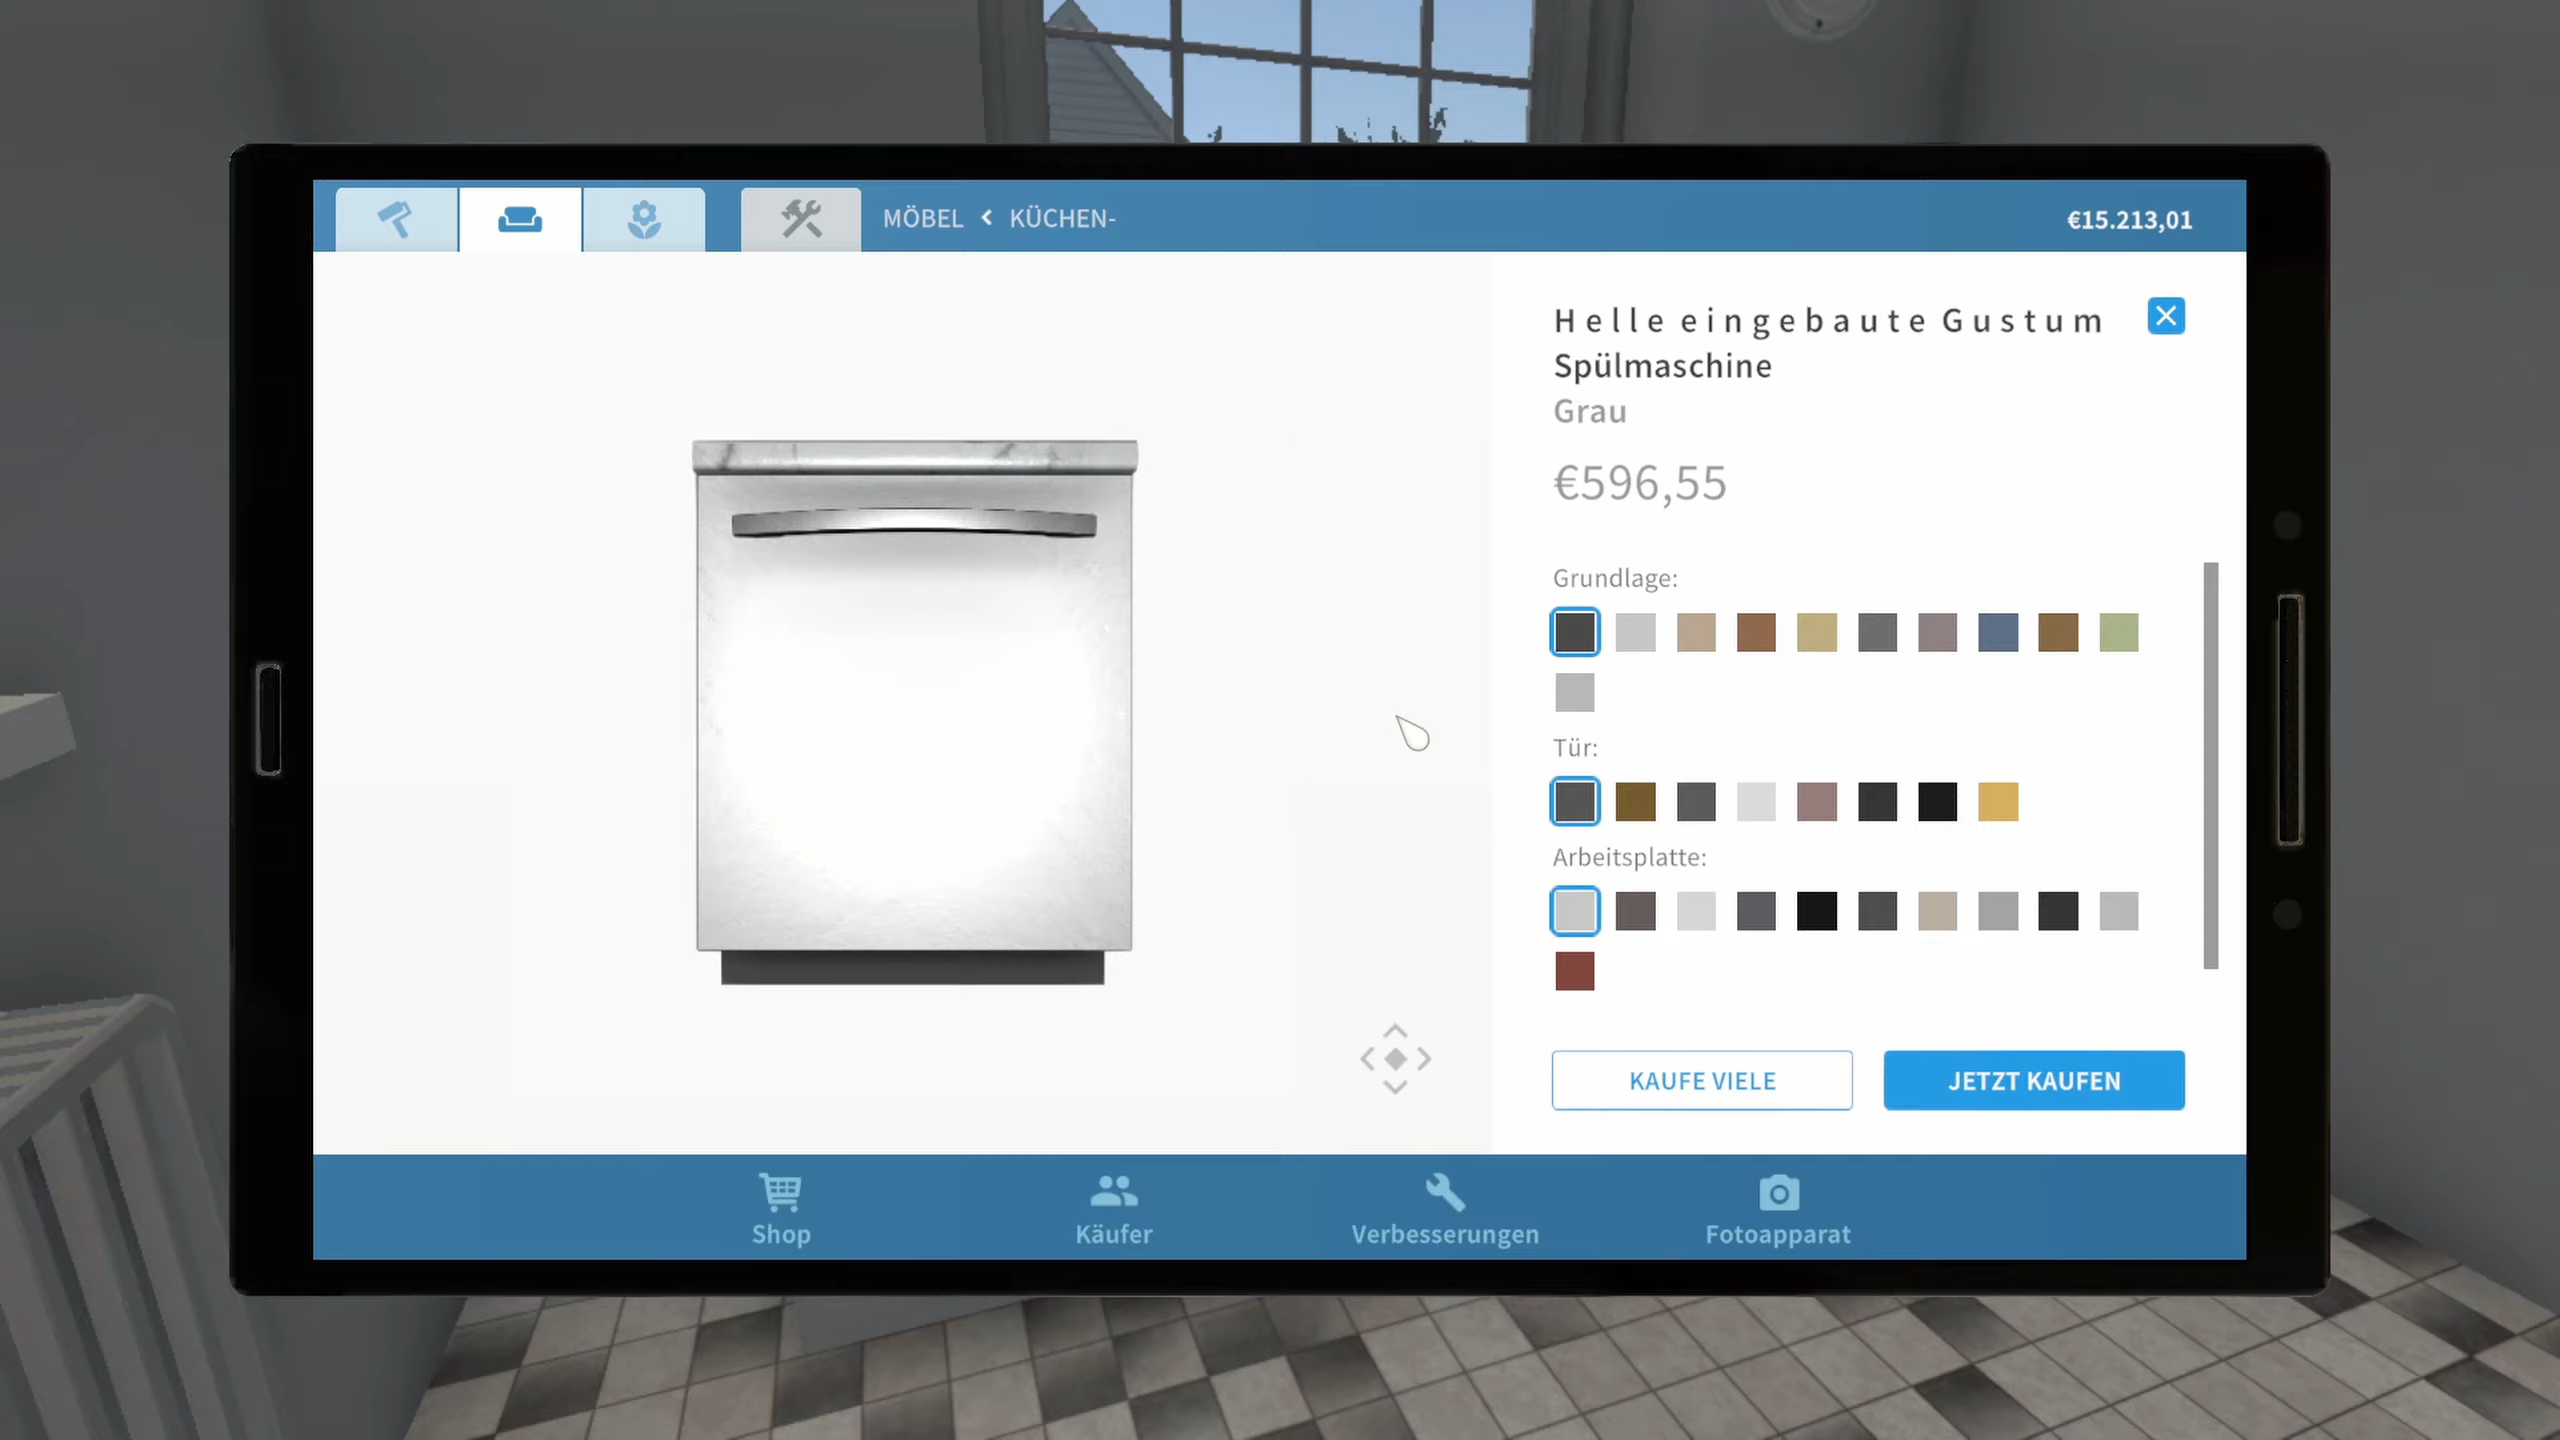 MÖBEL < KÜCHEN-
€15.213,01
Helle eingebaute Gustum
Spülmaschine
Grau
€596,55
Grundlage:
Tür:
Arbeitsplatte:
KAUFE VIELE
JETZT KAUFEN
Shop
Käufer
Verbesserungen
Fotoapparat